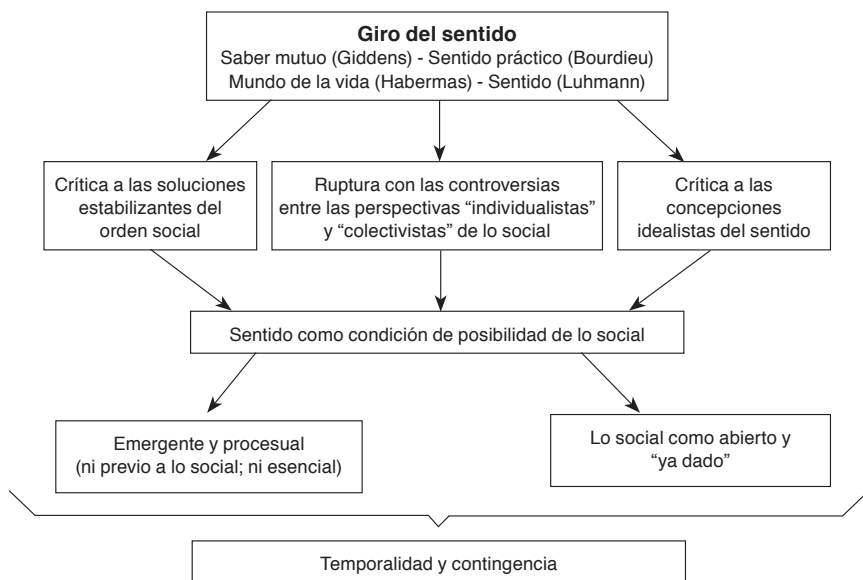 Giro del sentido
Saber mutuo (Giddens) - Sentido práctico (Bourdieu)
Mundo de la vida (Habermas) - Sentido (Luhmann)
Crítica a las soluciones
estabilizantes del
orden social
Ruptura con las controversias
entre las perspectivas “individualistas”
y “colectivistas” de lo social
Crítica a las
concepciones
idealistas del sentido
Sentido como condición de posibilidad de lo social
Emergente y procesual
(ni previo a lo social; ni esencial)
Lo social como abierto y
“ya dado”
Temporalidad y contingencia